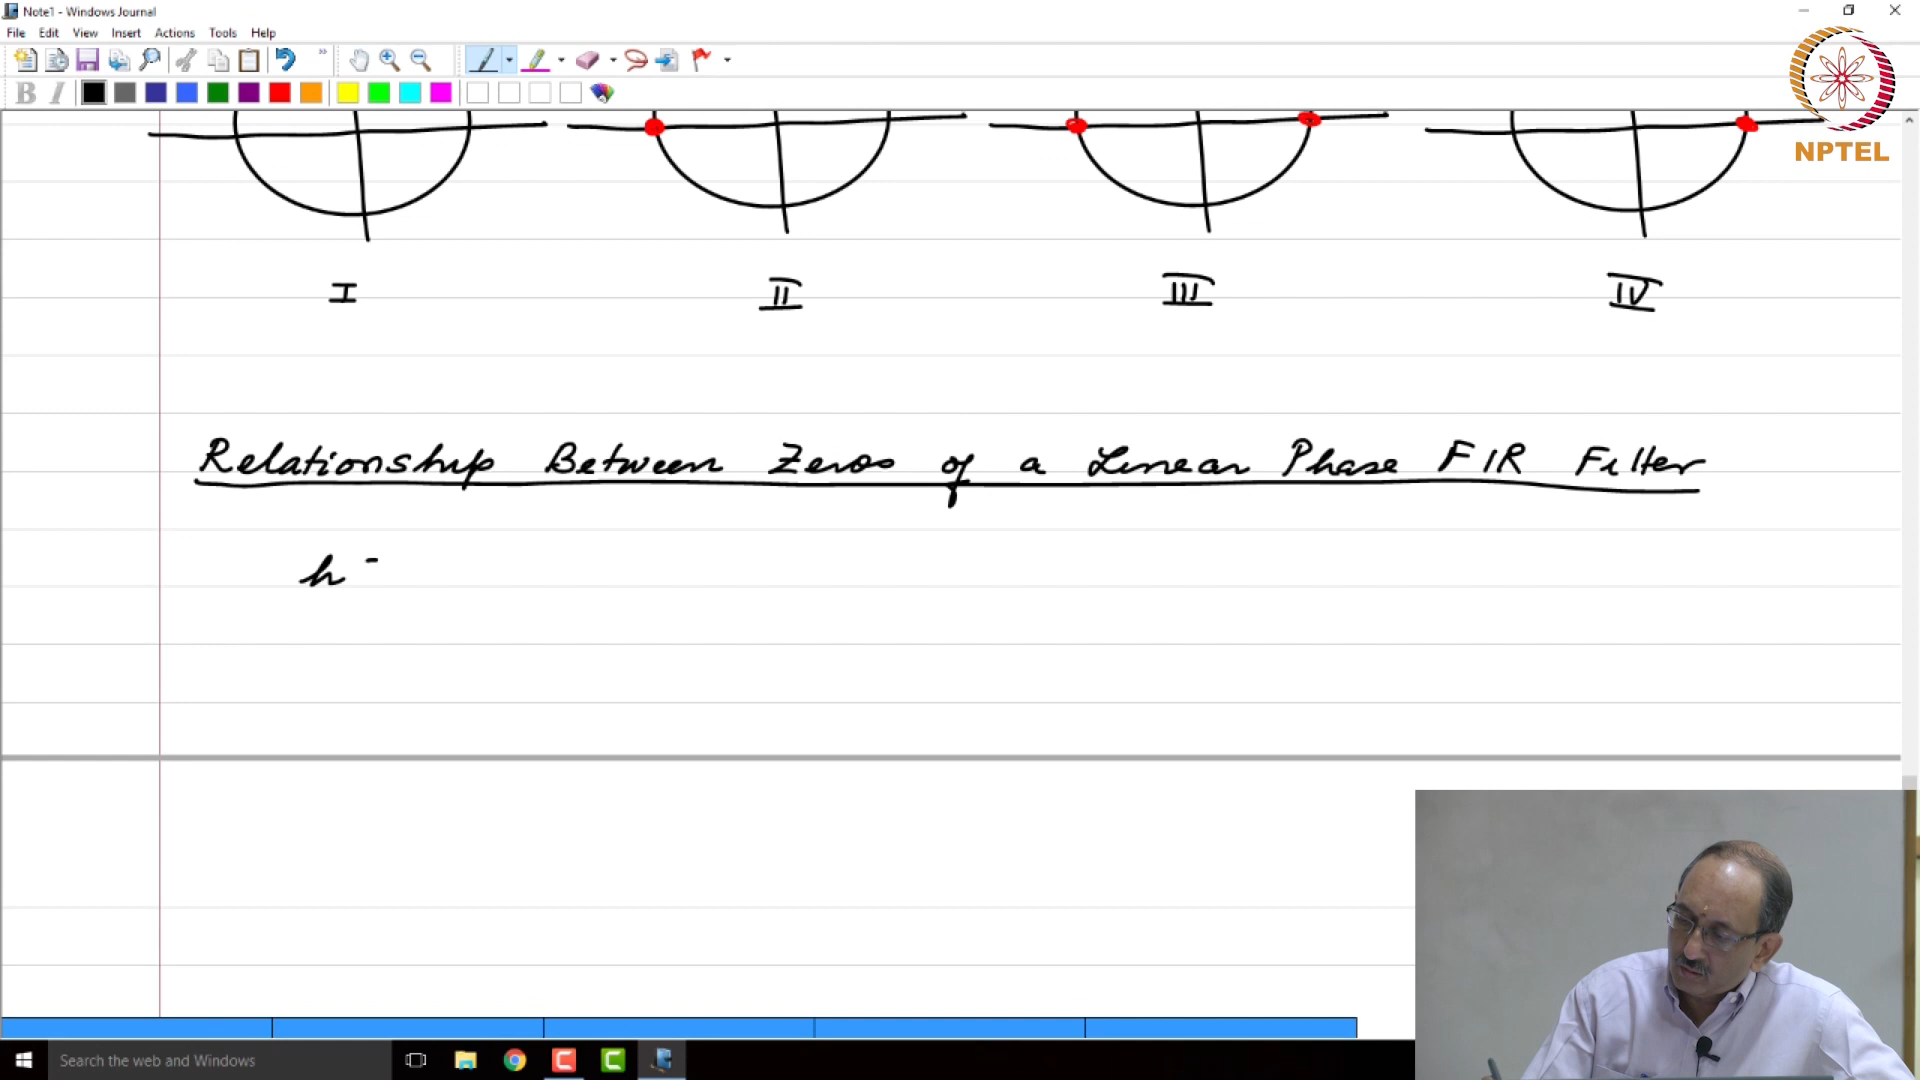 Note1 - Windows Journal
File Edit View Insert Actions Tools Help
B I
NPTEL
I II III IV
Relationship Between Zeros of a Linear Phase FIR Filter
h
Search the web and Windows